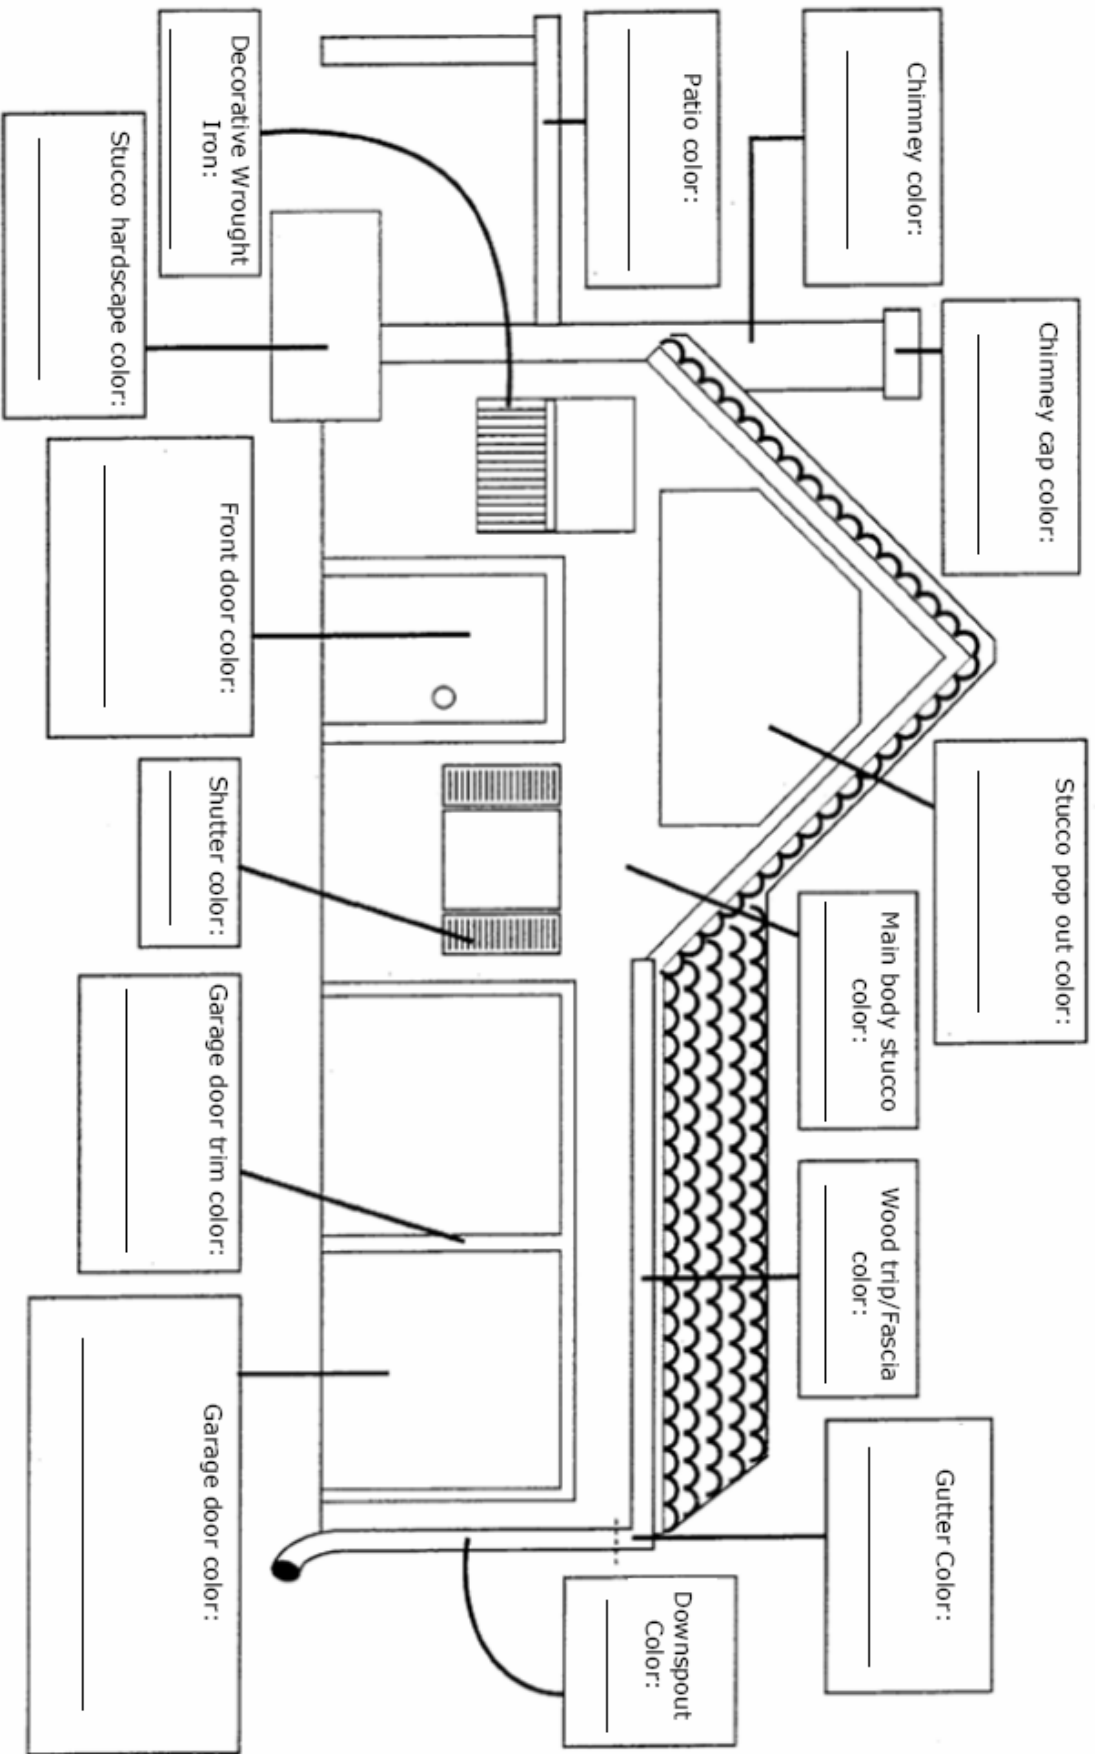 Chimney color:
Chimney cap color:
Stucco pop out color:
Main body stucco
color:
Wood trip/Fascia
color:
Gutter Color:
Patio color:
Downspout
Color:
Decorative Wrought
Iron:
Stucco hardscape color:
Front door color:
Shutter color:
Garage door trim color:
Garage door color: